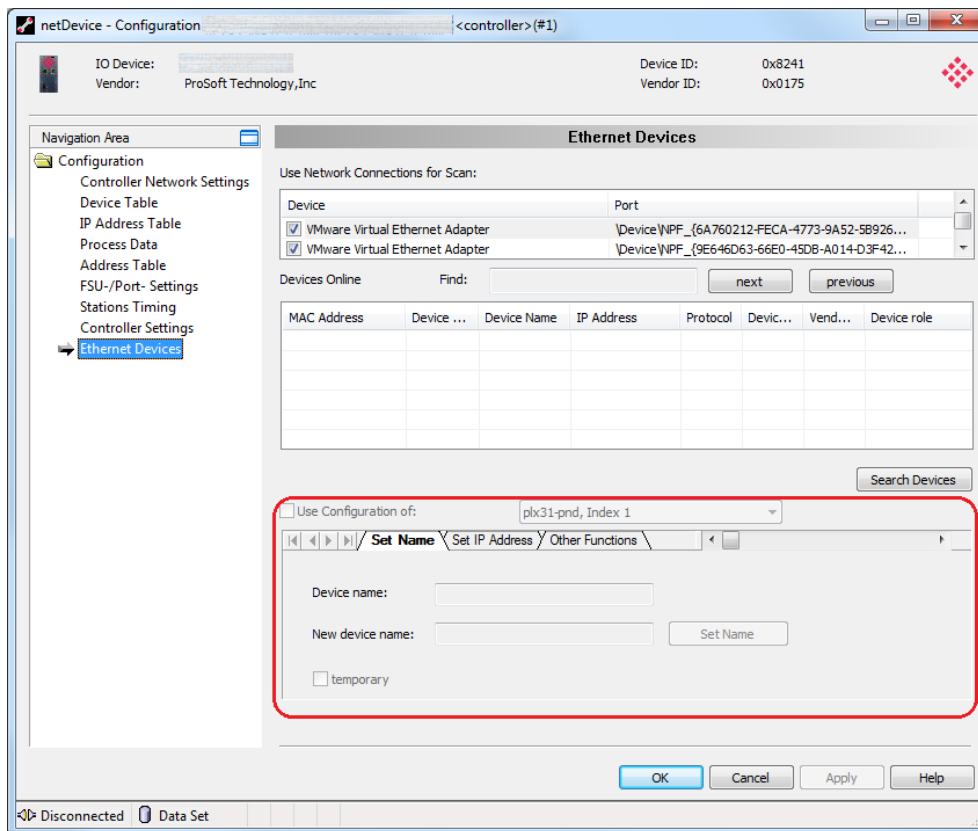 netDevice - Configuration <controller>(#1)
IO Device: Device ID: 0x8241
Vendor: ProSoft Technology,Inc Vendor ID: 0x0175
Navigation Area
Configuration
Controller Network Settings
Device Table
IP Address Table
Process Data
Address Table
FSU-/Port- Settings
Stations Timing
Controller Settings
Ethernet Devices
Ethernet Devices
Use Network Connections for Scan:
Device Port
VMware Virtual Ethernet Adapter \Device\NPF_{6A760212-FECA-4773-9A52-5B926...
VMware Virtual Ethernet Adapter \Device\NPF_{9E646D63-66E0-45DB-A014-D3F42...
Devices Online Find: next previous
MAC Address Device ... Device Name IP Address Protocol Devic... Vend... Device role
Search Devices
Use Configuration of: plx31-pnd, Index 1
Set Name Set IP Address Other Functions
Device name:
New device name: Set Name
temporary
OK Cancel Apply Help
Disconnected Data Set